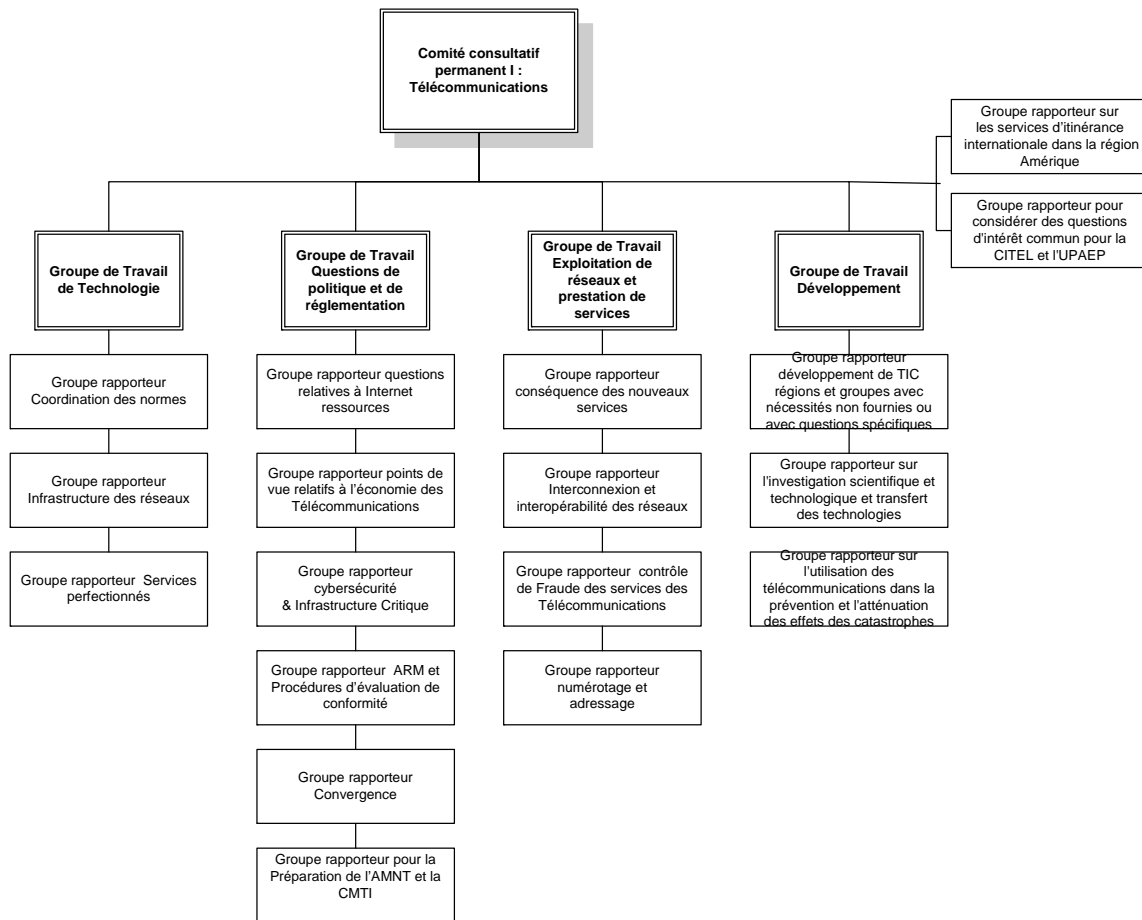 Comité consultatif
permanent I :
Télécommunications
Groupe rapporteur sur
les services d'itinérance
internationale dans la région
Amérique
Groupe rapporteur pour
considérer des questions
d'intérêt commun pour la
CITEL et l'UPAEP
Groupe de Travail
de Technologie
Groupe rapporteur
Coordination des normes
Groupe rapporteur
Infrastructure des réseaux
Groupe rapporteur Services
perfectionnés
Groupe de Travail
Questions de
politique et de
réglementation
Groupe rapporteur questions
relatives à Internet
ressources
Groupe rapporteur points de
vue relatifs à l'économie des
Télécommunications
Groupe rapporteur
cybersécurité
& Infrastructure Critique
Groupe rapporteur ARM et
Procédures d'évaluation de
conformité
Groupe rapporteur
Convergence
Groupe rapporteur pour la
Préparation de l'AMNT et la
CMTI
Groupe de Travail
Exploitation de
réseaux et
prestation de
services
Groupe rapporteur
conséquence des nouveaux
services
Groupe rapporteur
Interconnexion et
interopérabilité des réseaux
Groupe rapporteur contrôle
de Fraude des services des
Télécommunications
Groupe rapporteur
numérotage et
adressage
Groupe de Travail
Développement
Groupe rapporteur
développement de TIC
régions et groupes avec
nécessités non fournies ou
avec questions spécifiques
Groupe rapporteur sur
l'investigation scientifique et
technologique et transfert
des technologies
Groupe rapporteur sur
l'utilisation des
télécommunications dans la
prévention et l'atténuation
des effets des catastrophes